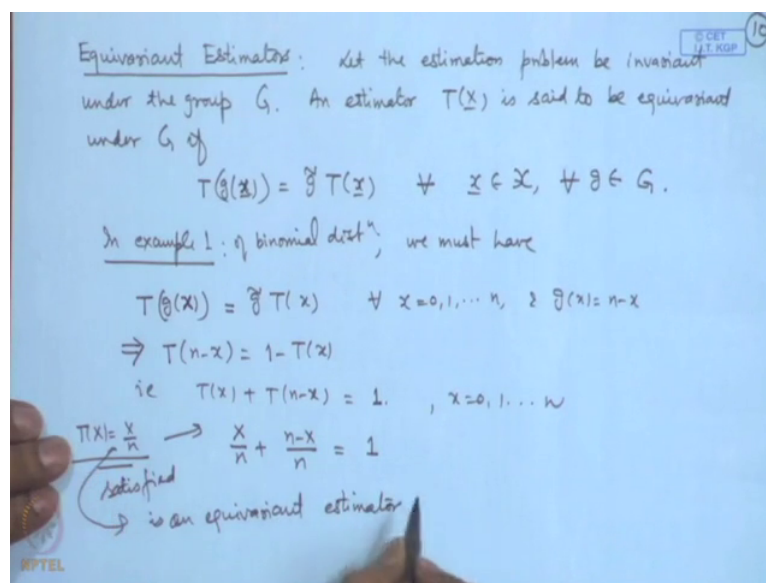 10
© CET
I.I.T. KGP
Equivariant Estimators: Let the estimation problem be invariant
under the group G. An estimator T(x) is said to be equivariant
under G if
T(g(x)) = g̃ T(x) ∀ x ∈ 𝒳, ∀ g ∈ G.
In example 1: of binomial distⁿ, we must have
T(g(x)) = g̃ T(x) ∀ x=0,1,... n, & g(x)= n-x
⇒ T(n-x) = 1-T(x)
ie T(x) + T(n-x) = 1. , x=0,1... n
T(X)= X/n → X/n + (n-X)/n = 1
satisfied
→ is an equivariant estimator
NPTEL